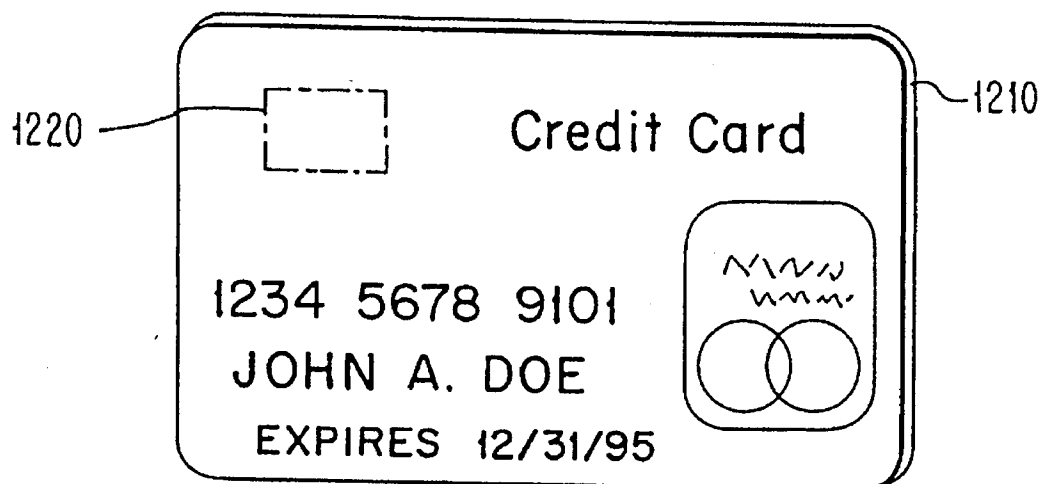 1220
1210
Credit Card
1234 5678 9101
JOHN A. DOE
EXPIRES 12/31/95